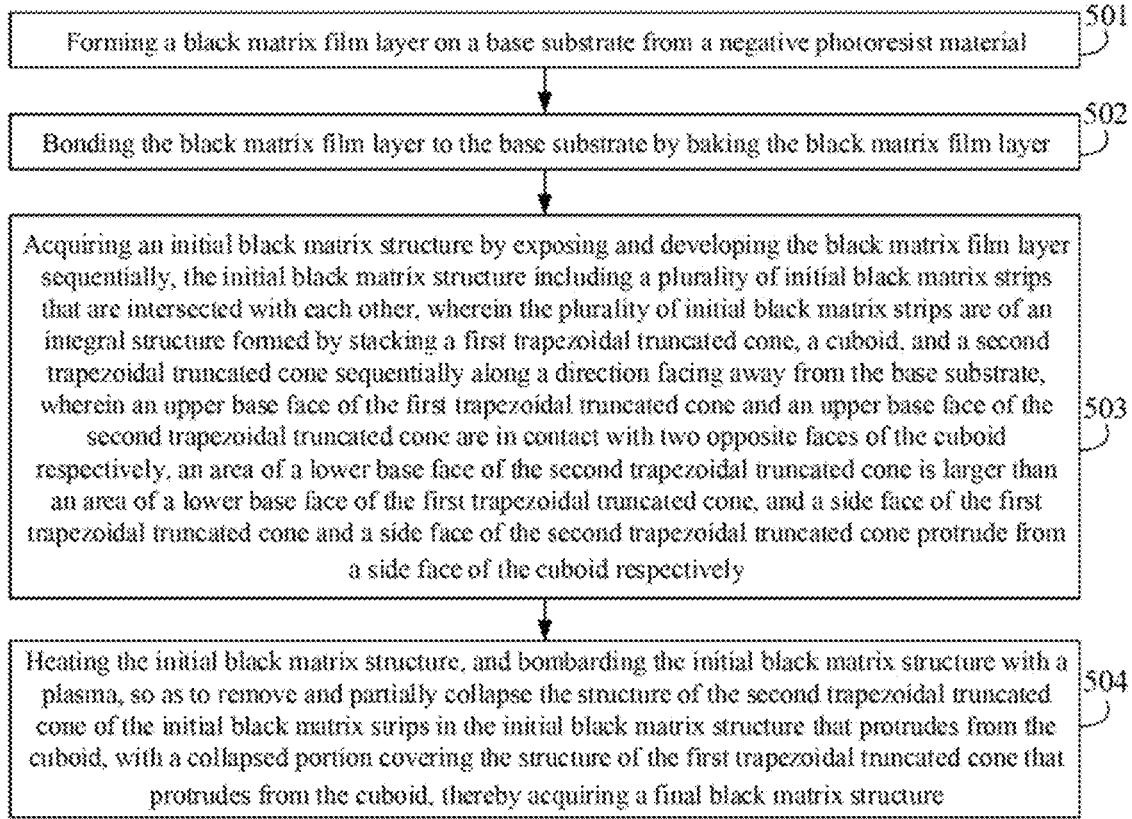 501
Forming a black matrix film layer on a base substrate from a negative photoresist material
502
Bonding the black matrix film layer to the base substrate by baking the black matrix film layer
Acquiring an initial black matrix structure by exposing and developing the black matrix film layer
sequentially, the initial black matrix structure including a plurality of initial black matrix strips
that are intersected with each other, wherein the plurality of initial black matrix strips are of an
integral structure formed by stacking a first trapezoidal truncated cone, a cuboid, and a second
trapezoidal truncated cone sequentially along a direction facing away from the base substrate,
wherein an upper base face of the first trapezoidal truncated cone and an upper base face of the
second trapezoidal truncated cone are in contact with two opposite faces of the cuboid
respectively, an area of a lower base face of the second trapezoidal truncated cone is larger than
an area of a lower base face of the first trapezoidal truncated cone, and a side face of the first
trapezoidal truncated cone and a side face of the second trapezoidal truncated cone protrude from
a side face of the cuboid respectively
503
Heating the initial black matrix structure, and bombarding the initial black matrix structure with a
plasma, so as to remove and partially collapse the structure of the second trapezoidal truncated
cone of the initial black matrix strips in the initial black matrix structure that protrudes from the
cuboid, with a collapsed portion covering the structure of the first trapezoidal truncated cone that
protrudes from the cuboid, thereby acquiring a final black matrix structure
504